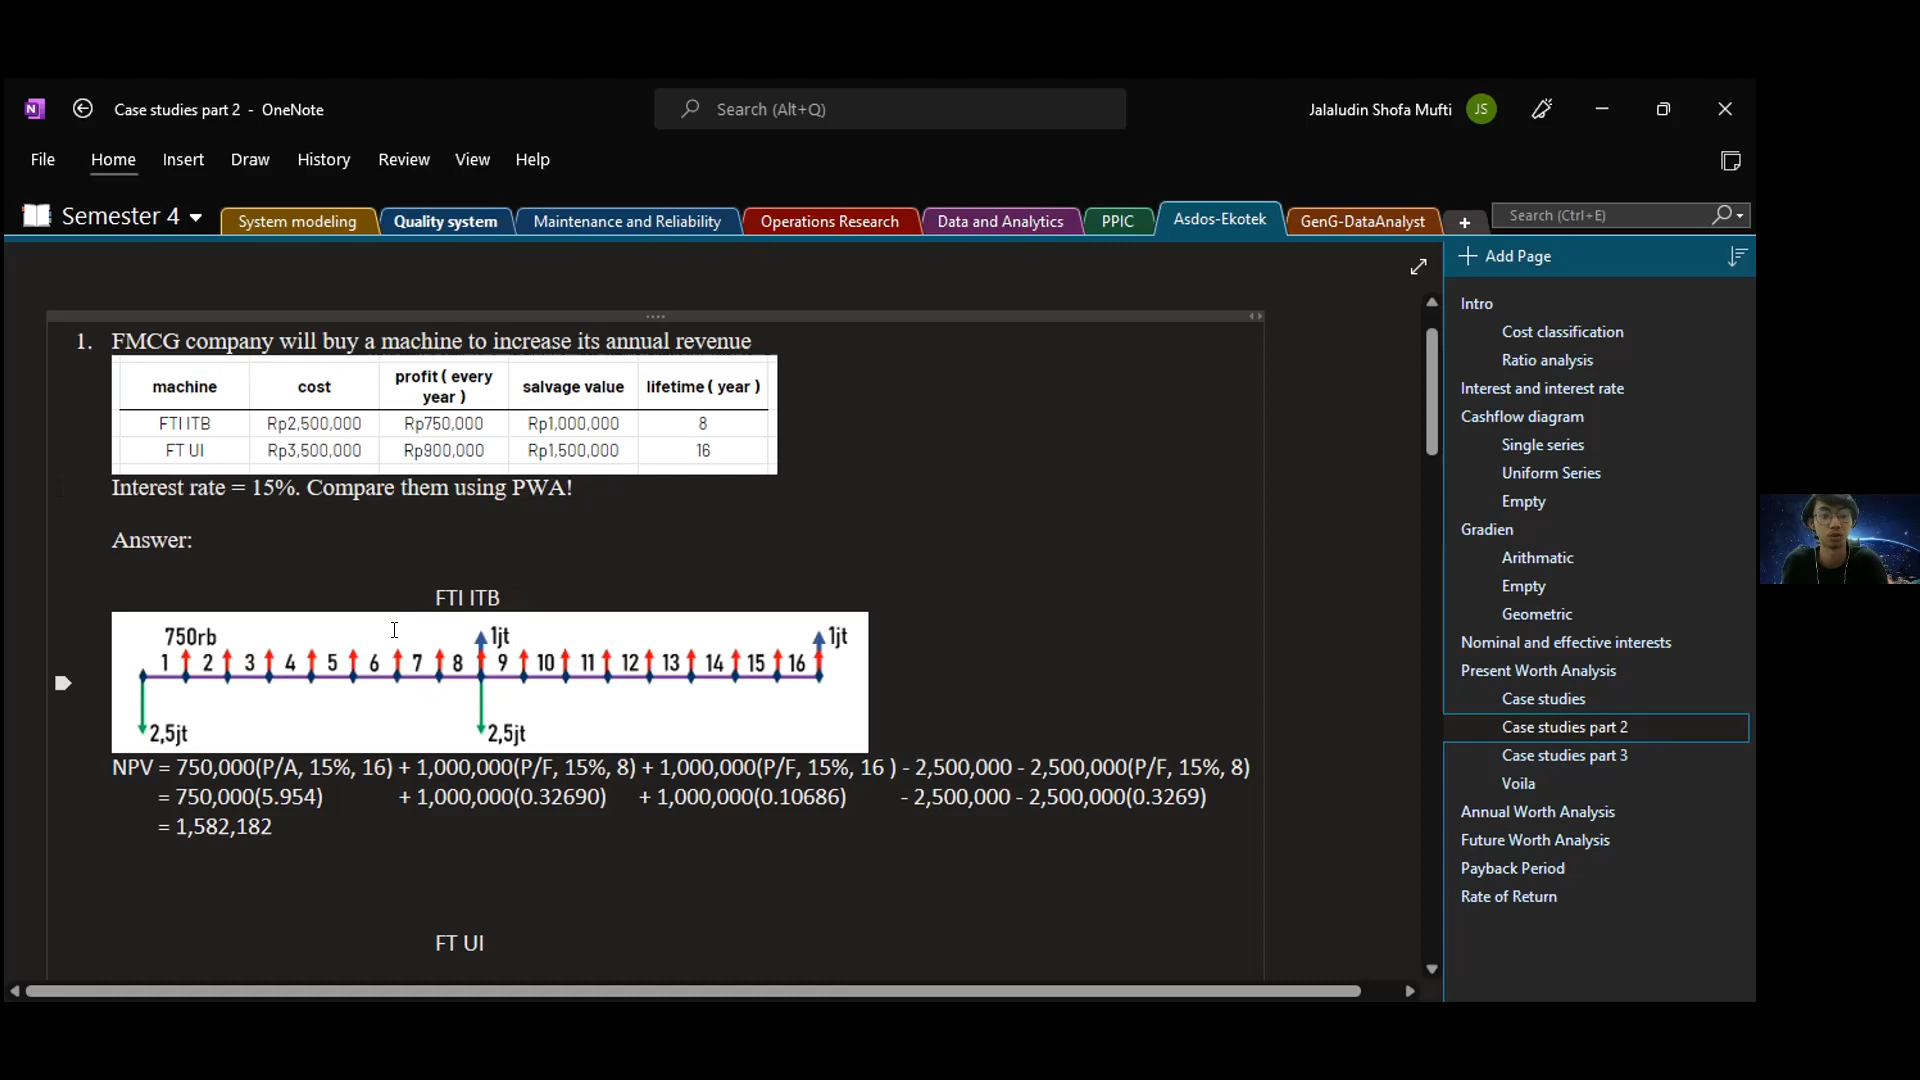 Case studies part 2 - OneNote
Search (Alt+Q)
Jalaludin Shofa Mufti
JS
File Home Insert Draw History Review View Help
Semester 4
System modeling
Quality system
Maintenance and Reliability
Operations Research
Data and Analytics
PPIC
Asdos-Ekotek
GenG-DataAnalyst
+
Search (Ctrl+E)
1. FMCG company will buy a machine to increase its annual revenue
machine cost profit ( every year ) salvage value lifetime ( year )
FTI ITB Rp2,500,000 Rp750,000 Rp1,000,000 8
FT UI Rp3,500,000 Rp900,000 Rp1,500,000 16
Interest rate = 15%. Compare them using PWA!
Answer:
FTI ITB
750rb 1jt 1jt
1 2 3 4 5 6 7 8 9 10 11 12 13 14 15 16
2,5jt 2,5jt
NPV = 750,000(P/A, 15%, 16) + 1,000,000(P/F, 15%, 8) + 1,000,000(P/F, 15%, 16 ) - 2,500,000 - 2,500,000(P/F, 15%, 8)
= 750,000(5.954) + 1,000,000(0.32690) + 1,000,000(0.10686) - 2,500,000 - 2,500,000(0.3269)
= 1,582,182
FT UI
Add Page
Intro
Cost classification
Ratio analysis
Interest and interest rate
Cashflow diagram
Single series
Uniform Series
Empty
Gradien
Arithmatic
Empty
Geometric
Nominal and effective interests
Present Worth Analysis
Case studies
Case studies part 2
Case studies part 3
Voila
Annual Worth Analysis
Future Worth Analysis
Payback Period
Rate of Return